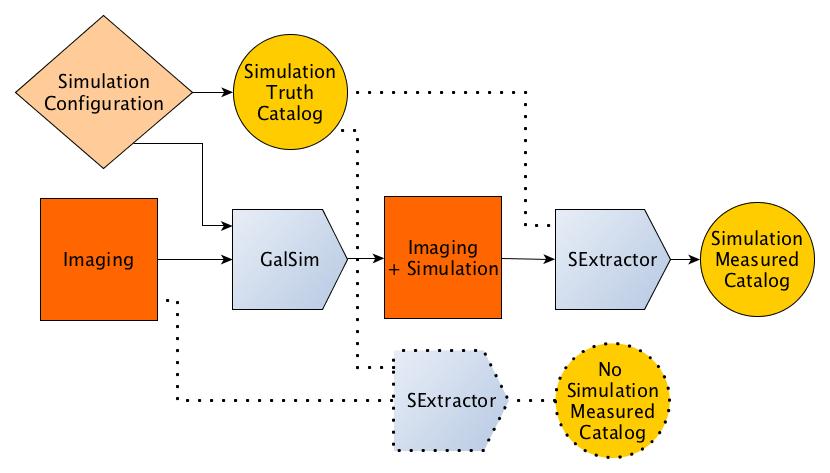 Simulation
Configuration
Simulation
Truth
Catalog
Imaging
GalSim
Imaging
+ Simulation
SExtractor
Simulation
Measured
Catalog
SExtractor
No
Simulation
Measured
Catalog